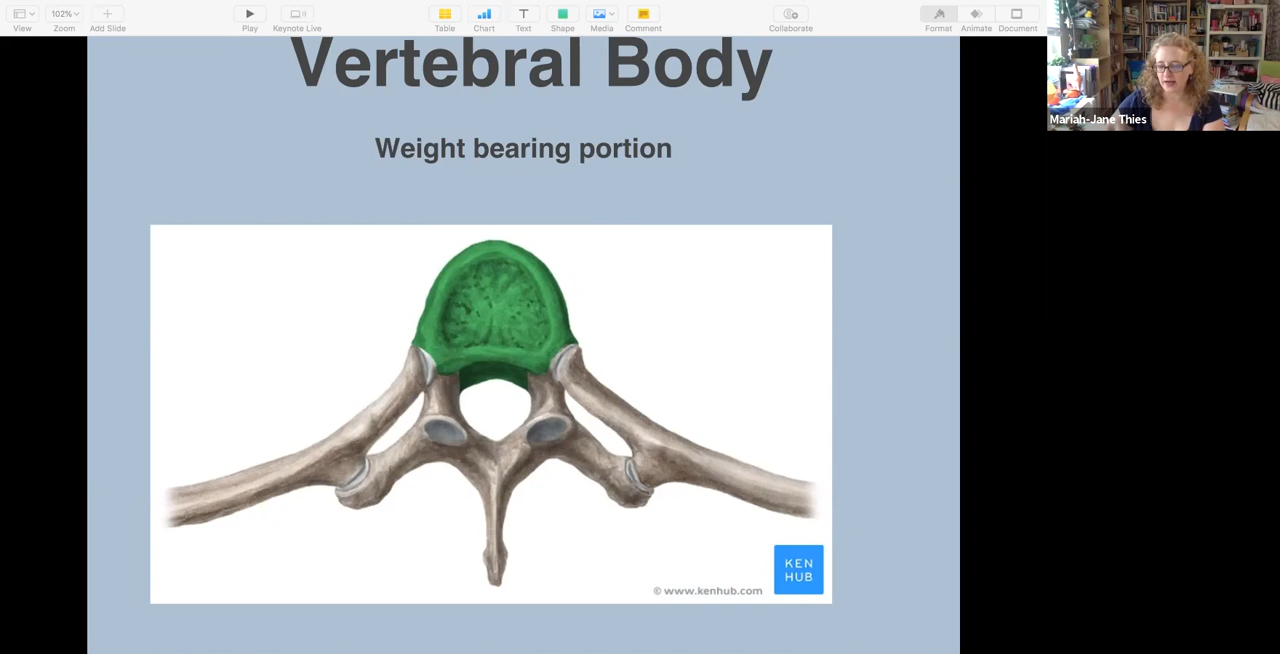 102%
View
Zoom
Add Slide
Play
Keynote Live
Table
Chart
Text
Shape
Media
Comment
Collaborate
Format
Animate
Document
Mariah-Jane Thies
Vertebral Body
Weight bearing portion
KEN
HUB
© www.kenhub.com